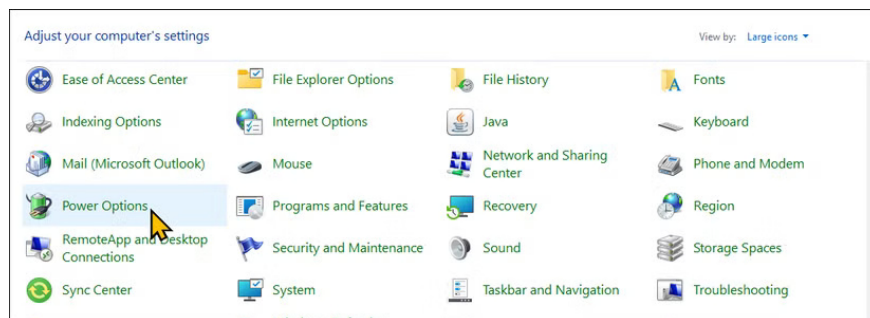 Adjust your computer's settings
View by: Large icons
Ease of Access Center
File Explorer Options
File History
Fonts
Indexing Options
Internet Options
Java
Keyboard
Mail (Microsoft Outlook)
Mouse
Network and Sharing
Center
Phone and Modem
Power Options
Programs and Features
Recovery
Region
RemoteApp and Desktop
Connections
Security and Maintenance
Sound
Storage Spaces
Sync Center
System
Taskbar and Navigation
Troubleshooting